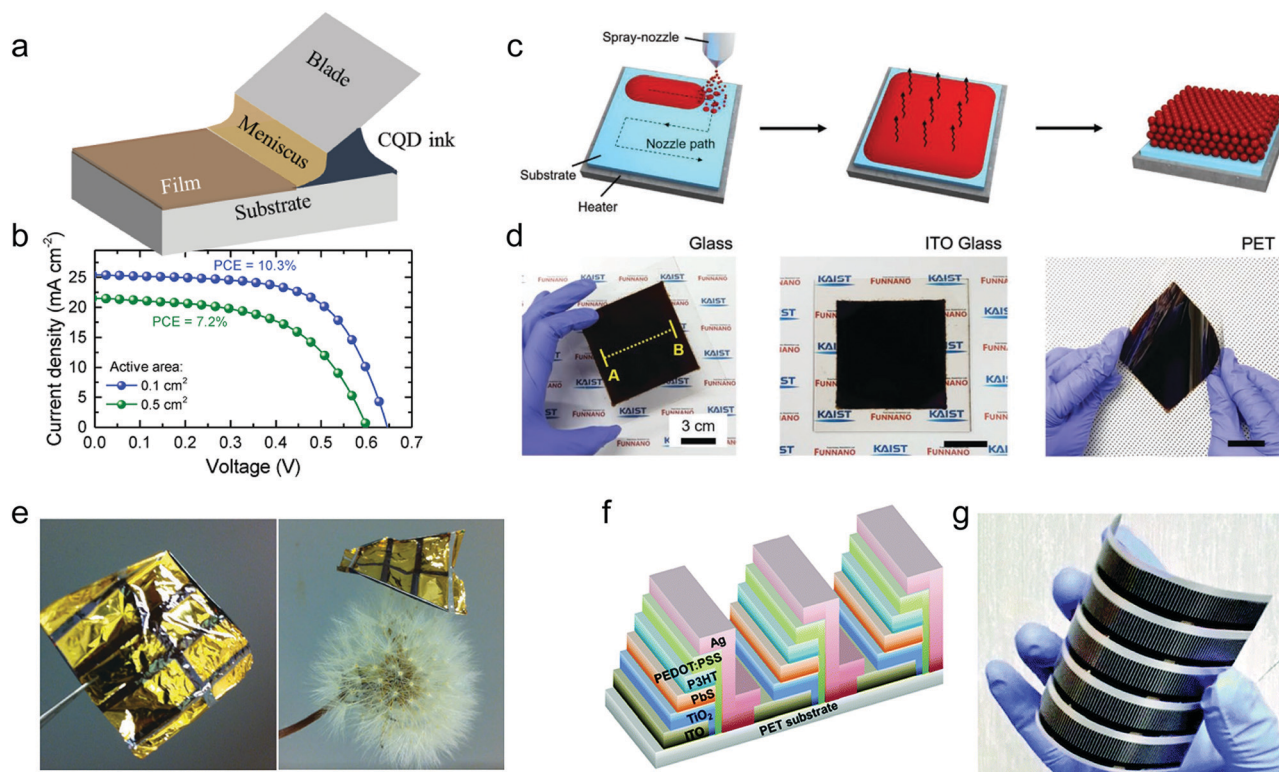 a
Blade
Meniscus
CQD ink
Film
Substrate
b
Current density (mA cm⁻²)
25
20
15
10
5
0
PCE = 10.3%
PCE = 7.2%
Active area:
0.1 cm²
0.5 cm²
0.0 0.1 0.2 0.3 0.4 0.5 0.6 0.7
Voltage (V)
c
Spray-nozzle
Nozzle path
Substrate
Heater
d
Glass
KAIST
FUNNANO
A
B
3 cm
ITO Glass
KAIST
FUNNANO
PET
e
f
Ag
PEDOT:PSS
P3HT
PbS
TiO₂
ITO
PET substrate
g